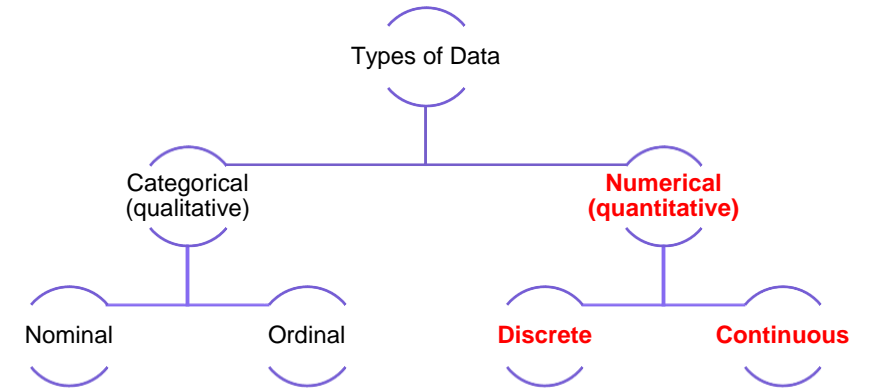 Types of Data
Categorical
(qualitative)
Numerical
(quantitative)
Nominal
Ordinal
Discrete
Continuous